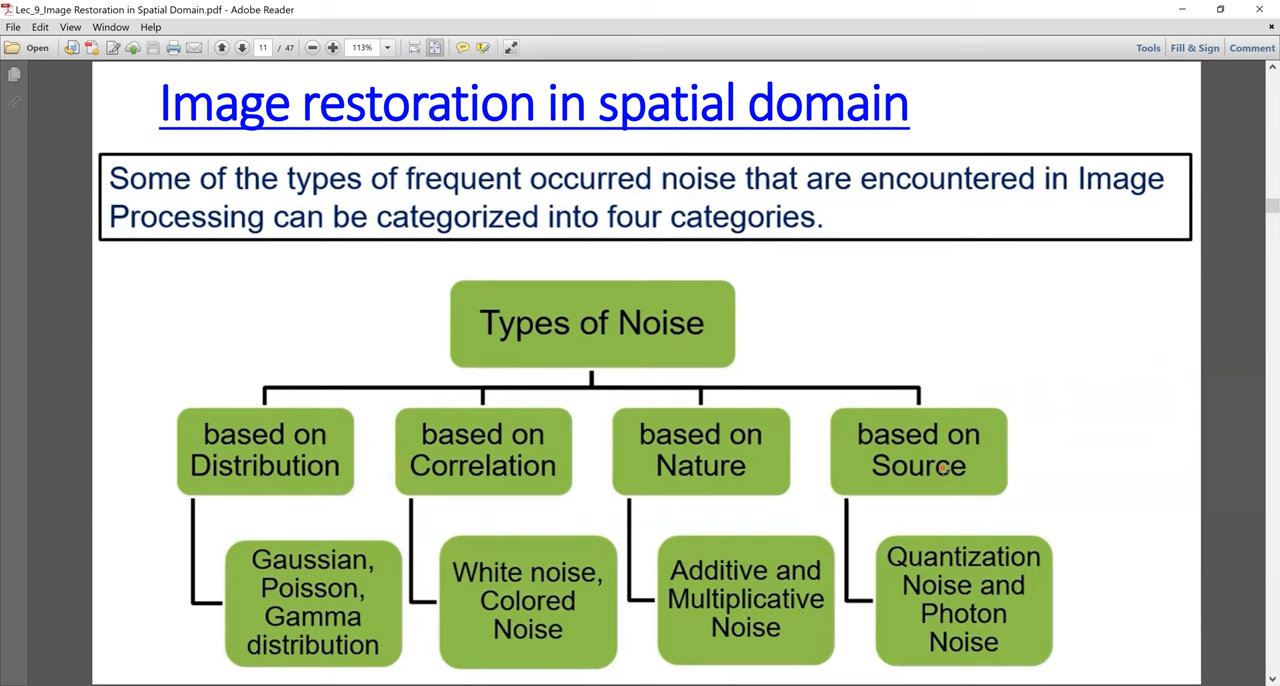 Lec_9_Image Restoration in Spatial Domain.pdf - Adobe Reader
File Edit View Window Help
Open 11 / 47 113% Tools Fill & Sign Comment
Image restoration in spatial domain
Some of the types of frequent occurred noise that are encountered in Image
Processing can be categorized into four categories.
Types of Noise
based on
Distribution
based on
Correlation
based on
Nature
based on
Source
Gaussian,
Poisson,
Gamma
distribution
White noise,
Colored
Noise
Additive and
Multiplicative
Noise
Quantization
Noise and
Photon
Noise